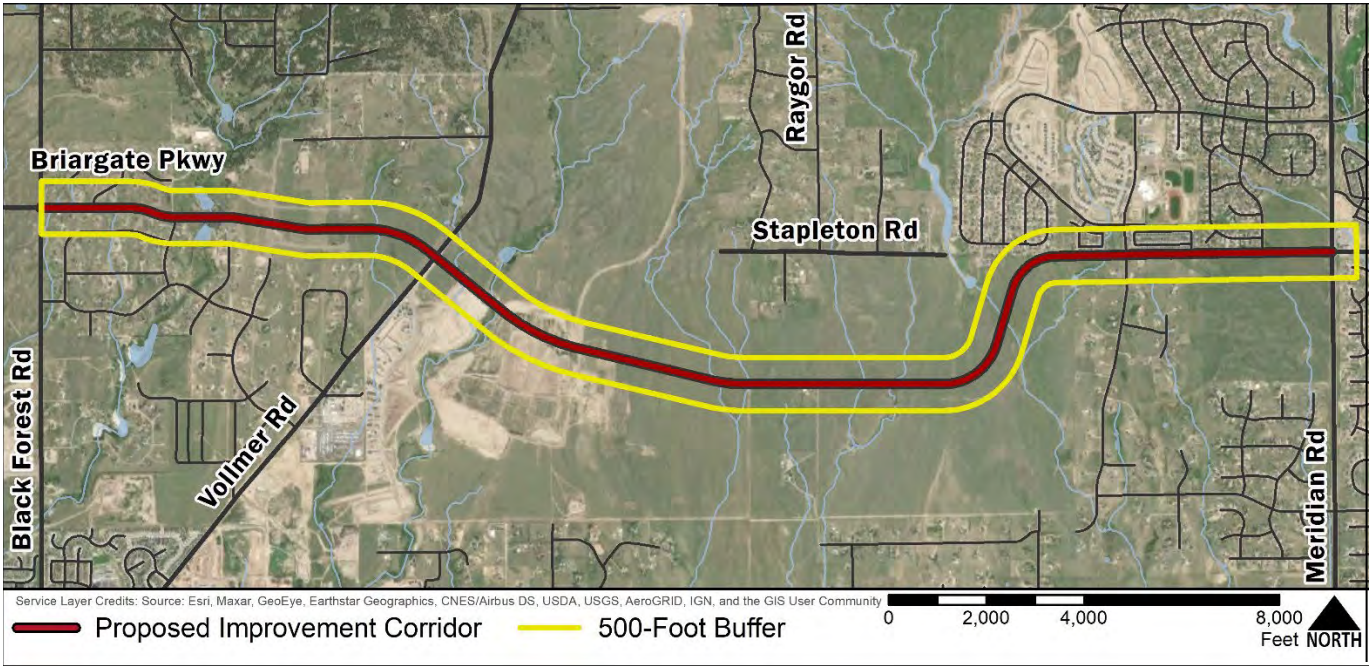 Raygor Rd
Briargate Pkwy
Stapleton Rd
Black Forest Rd
Vollmer Rd
Meridian Rd
Service Layer Credits: Source: Esri, Maxar, GeoEye, Earthstar Geographics, CNES/Airbus DS, USDA, USGS, AeroGRID, IGN, and the GIS User Community
Proposed Improvement Corridor
500-Foot Buffer
0 2,000 4,000 8,000
Feet
NORTH